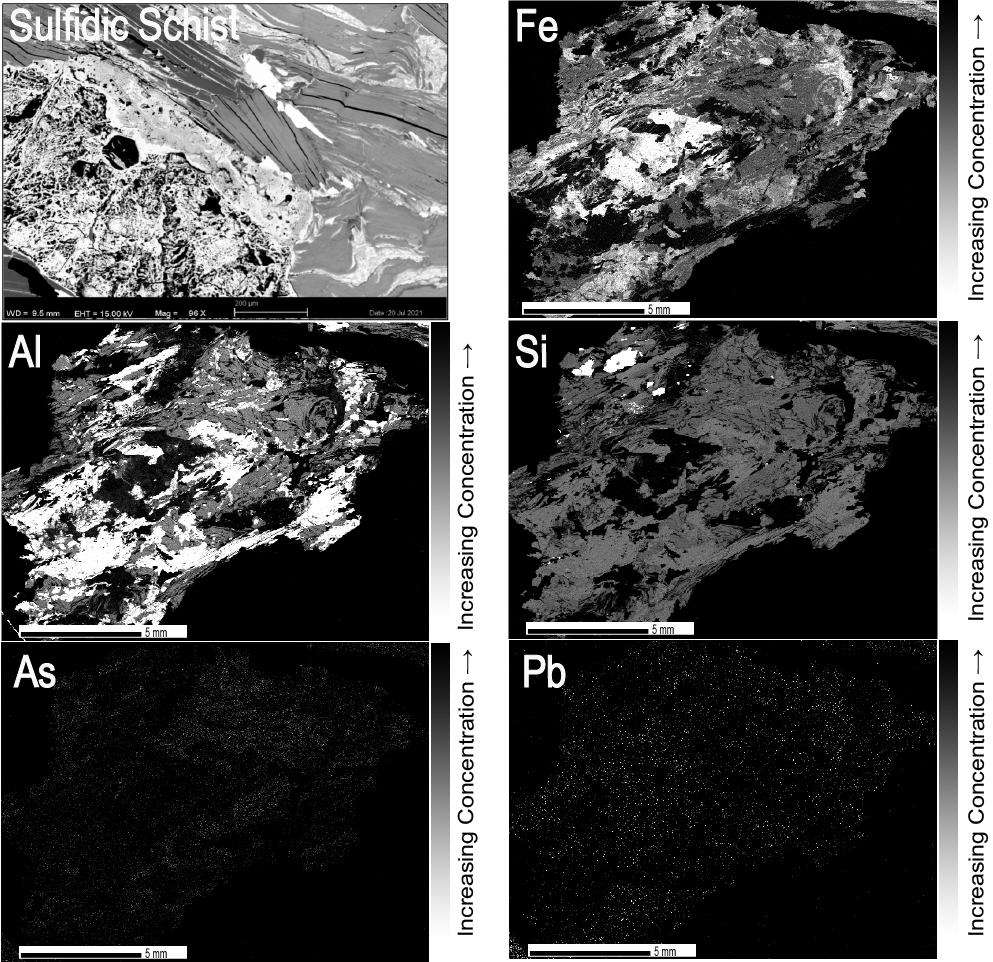 Sulfidic Schist
200 µm
WD = 9.5 mm EHT = 15.00 kV Mag = 96 X Date :20 Jul 2021
Fe
5 mm
Increasing Concentration →
Al
5 mm
Increasing Concentration →
Si
5 mm
Increasing Concentration →
As
5 mm
Increasing Concentration →
Pb
5 mm
Increasing Concentration →